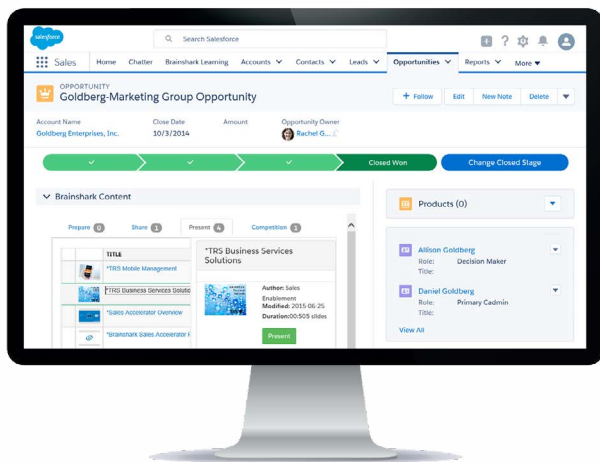 salesforce
Search Salesforce
Sales Home Chatter Brainshark Learning Accounts Contacts Leads Opportunities Reports More
OPPORTUNITY
Goldberg-Marketing Group Opportunity
+ Follow Edit New Note Delete
Account Name Close Date Amount Opportunity Owner
Goldberg Enterprises, Inc. 10/3/2014 Rachel G...
Closed Won Change Closed Stage
Brainshark Content
Prepare 0 Share 1 Present 4 Competition 1
TITLE
*TRS Mobile Management
*TRS Business Services Solutio
*Sales Accelerator Overview
*Brainshark Sales Accelerator
*TRS Business Services
Solutions
Author: Sales
Enablement
Modified: 2015-06-25
Duration:00:505 slides
Present
Products (0)
Allison Goldberg
Role: Decision Maker
Title:
Daniel Goldberg
Role: Primary Cadmin
Title:
View All